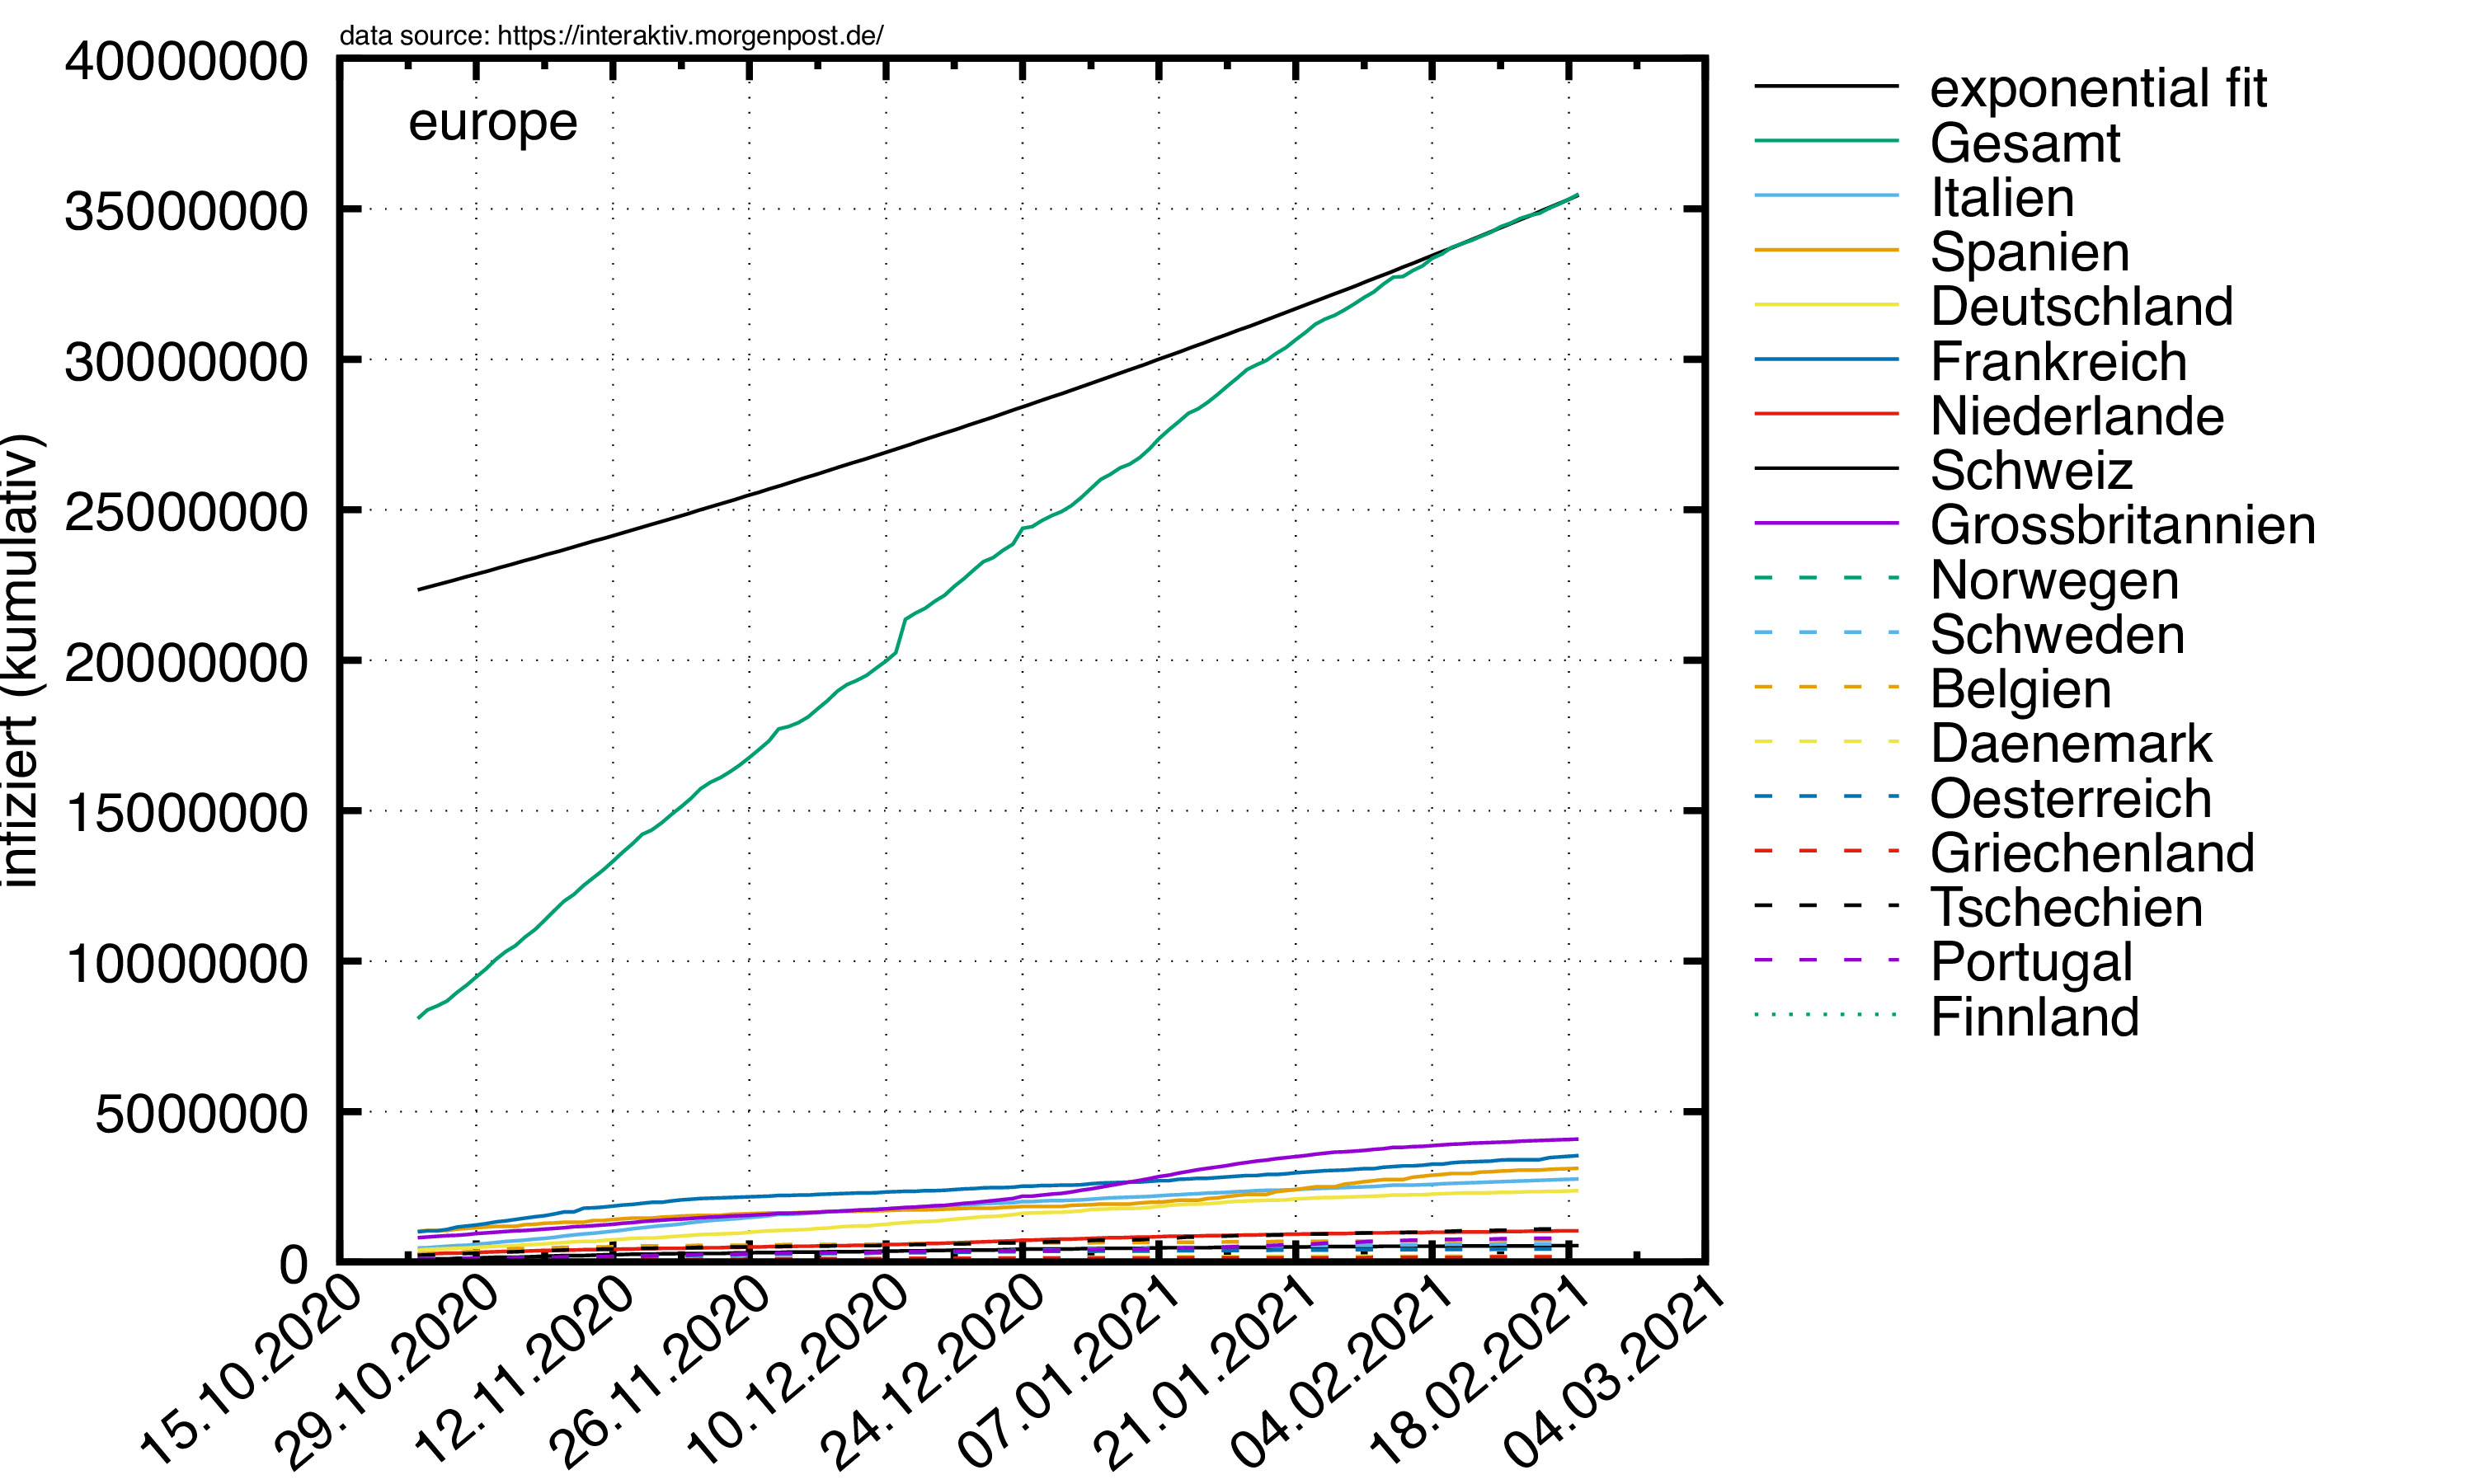 data source: https://interaktiv.morgenpost.de/
europe
infiziert (kumulativ)
40000000
35000000
30000000
25000000
20000000
15000000
10000000
5000000
0
15.10.2020
29.10.2020
12.11.2020
26.11.2020
10.12.2020
24.12.2020
07.01.2021
21.01.2021
04.02.2021
18.02.2021
04.03.2021
exponential fit
Gesamt
Italien
Spanien
Deutschland
Frankreich
Niederlande
Schweiz
Grossbritannien
Norwegen
Schweden
Belgien
Daenemark
Oesterreich
Griechenland
Tschechien
Portugal
Finnland